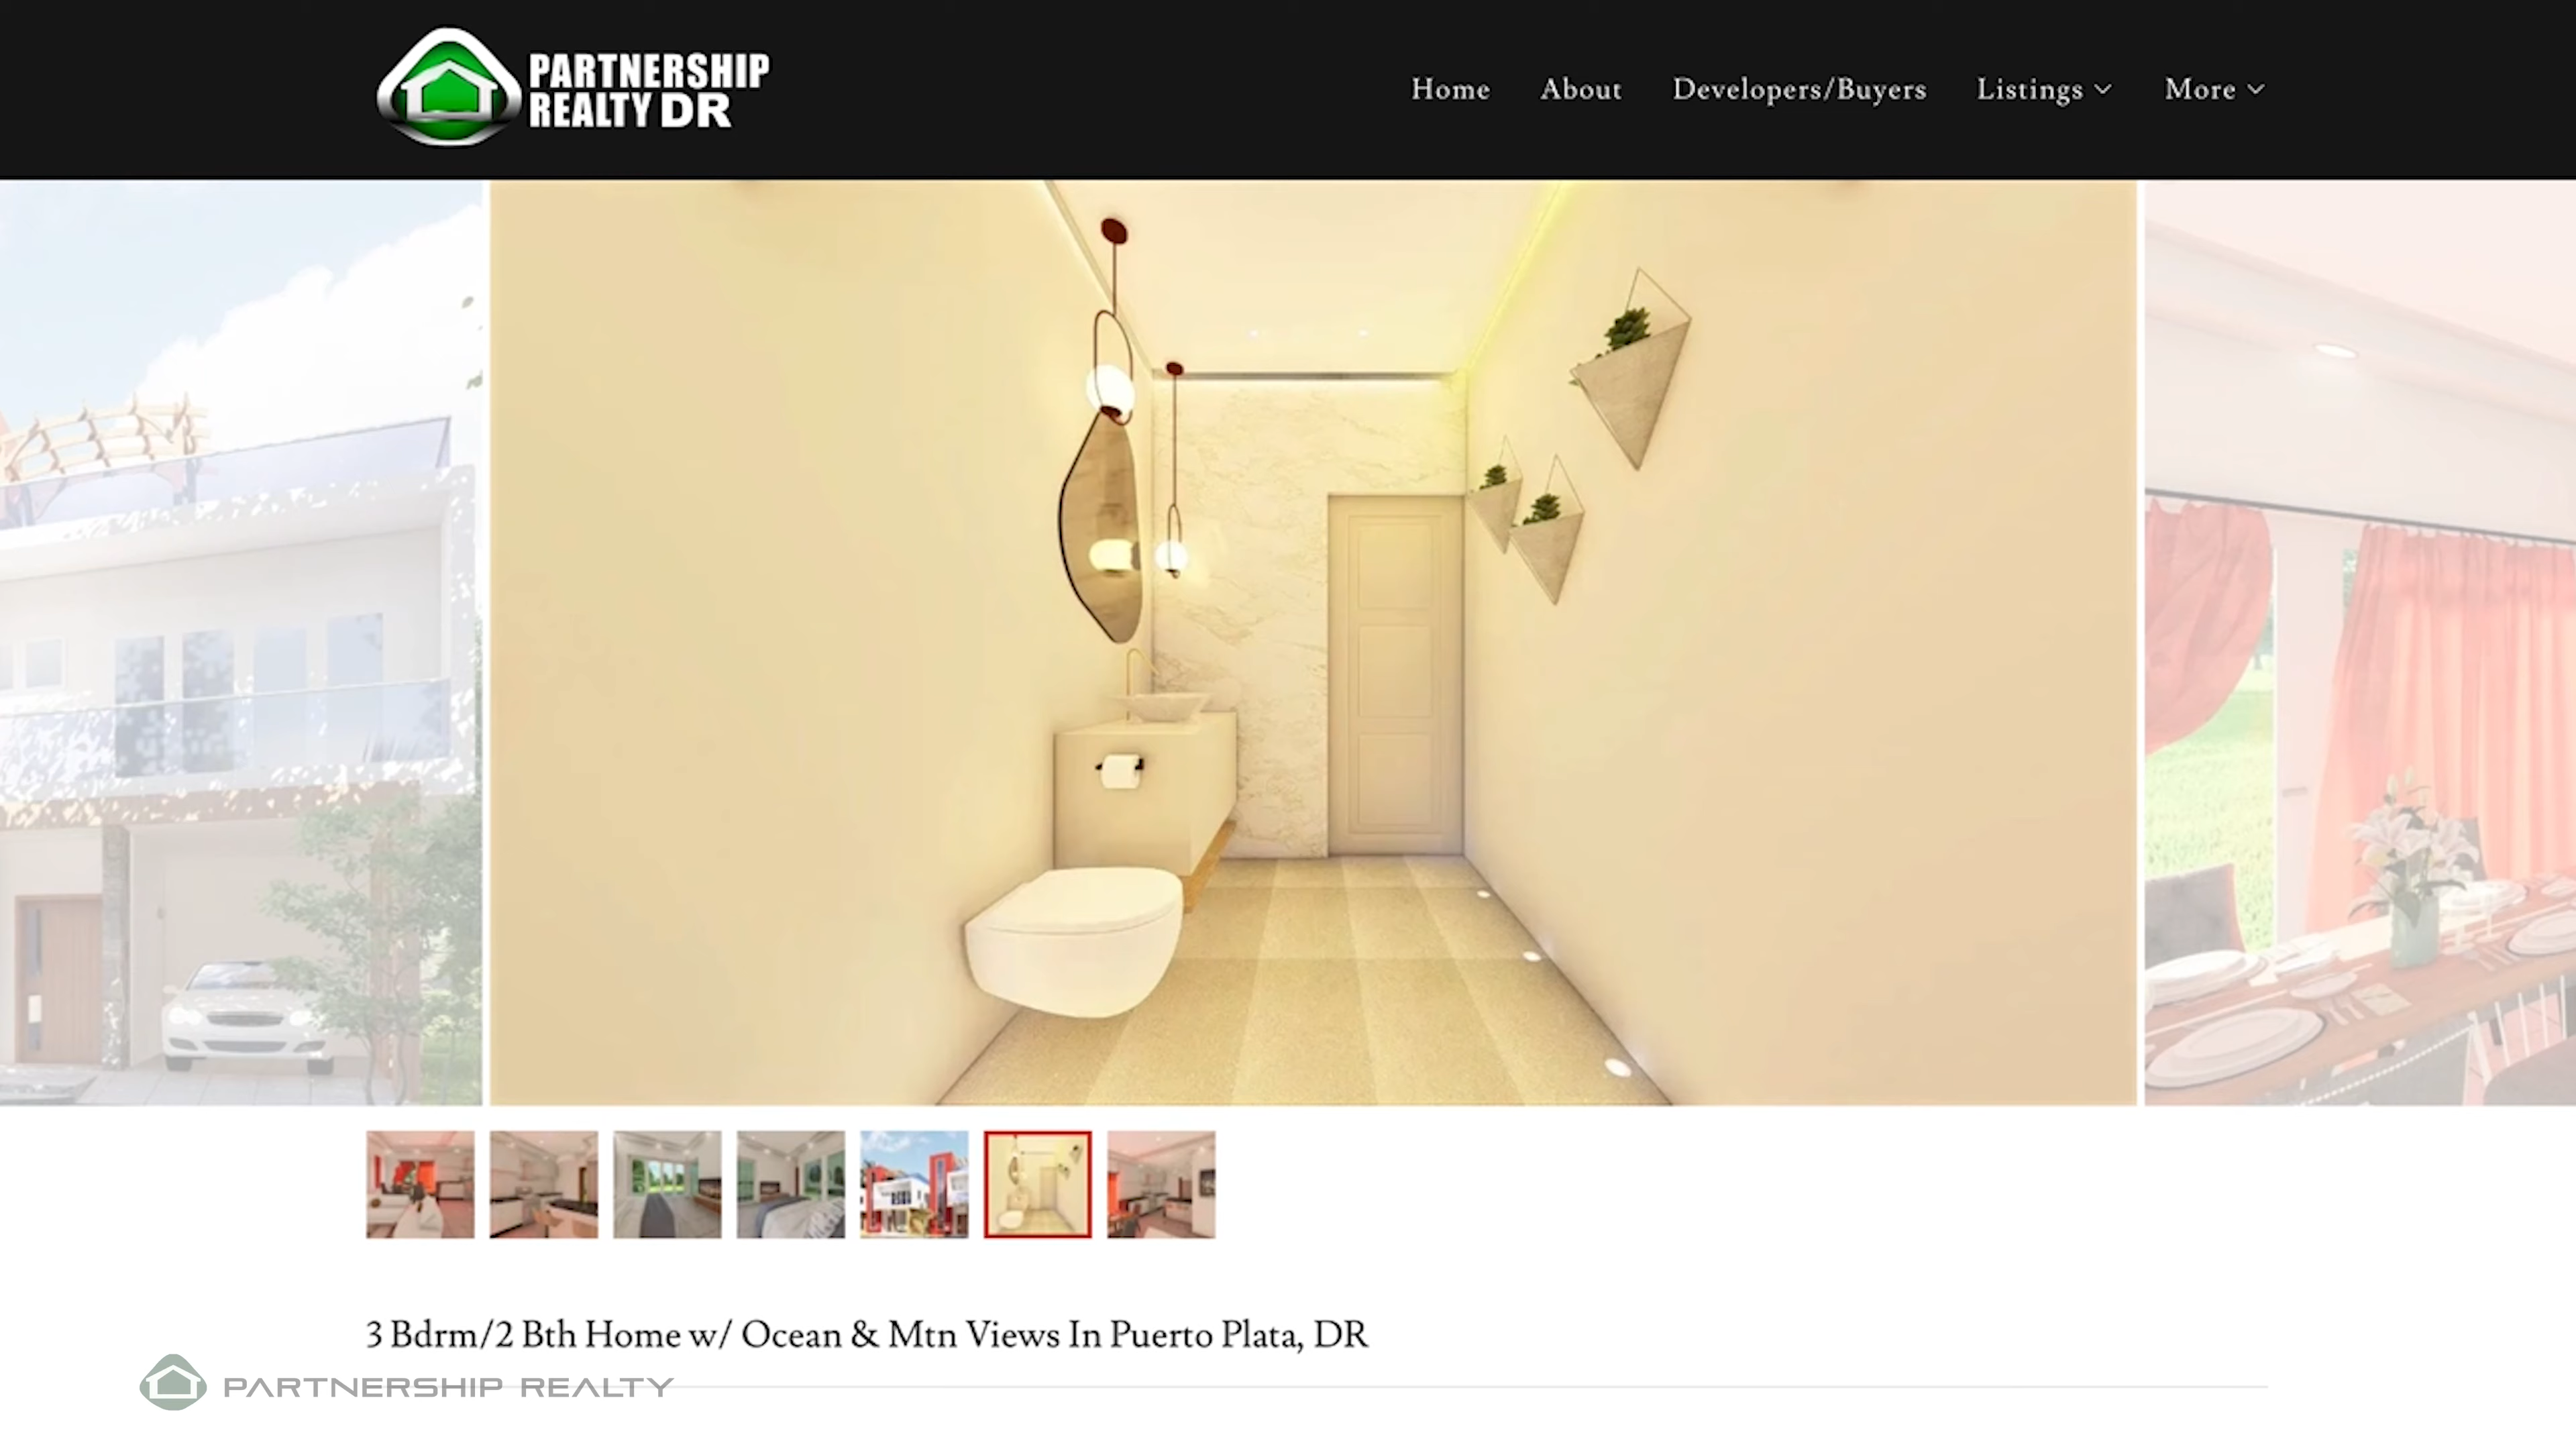 PARTNERSHIP
REALTY DR
Home About Developers/Buyers Listings More
3 Bdrm/2 Bth Home w/ Ocean & Mtn Views In Puerto Plata, DR
PARTNERSHIP REALTY